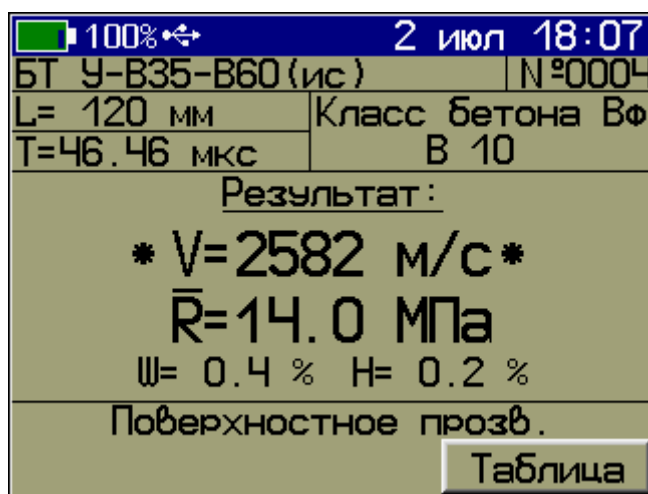 100% 2 июл 18:07
БТ У-В35-В60(ис) №0004
L= 120 мм Класс бетона Вф
T=46.46 мкс В 10
Результат:
* V=2582 м/с *
R̅=14.0 МПа
W= 0.4 % H= 0.2 %
Поверхностное прозв.
Таблица